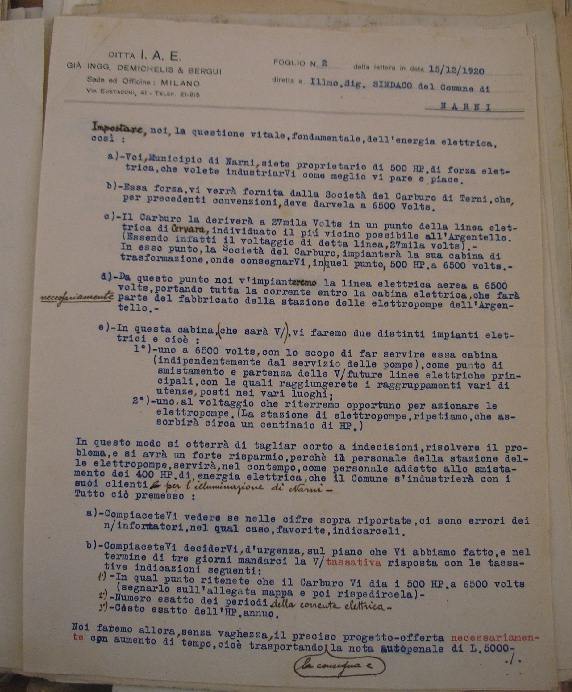 DITTA I. A. E.
GIÀ INGG. DEMICHELIS & BERGUI
Sede ed Officine: MILANO
VIA EUSTACCHI, 41 - TELEF. 21-215
FOGLIO N. 2 della lettera in data 15/12/1920
diretta a Illmo.Sig. SINDACO del Comune di
NARNI
Impostare, noi, la questione vitale, fondamentale, dell'energia elettrica,
così :
a)-Voi, Municipio di Narni, siete proprietario di 500 HP. di forza elet-
trica, che volete industriarVi come meglio vi pare e piace.
b)-Essa forsa, vi verrà fornita dalla Società del Carburo di Terni, che,
per precedenti convenzioni, deve darvela a 6500 Volts.
c)-Il Carburo la deriverà a 27mila Volts in un punto della linea elet-
trica di Cervara, individuato il più vicino possibile all'Argentello.
(Essendo infatti il voltaggio di detta linea, 27mila volts).-
In esso punto, la Società del Carburo, impianterà la sua cabina di
trasformazione, onde consegnarVi, in quel punto, 500 HP. a 6500 volts.-
d)-Da questo punto noi v'impianteremo la linea elettrica aerea a 6500
volts, portando tutta la corrente entro la cabina elettrica, che farà
necessariamente parte del fabbricato della stazione delle elettropompe dell'Argen-
tello.-
e)-In questa cabina, (che sarà V/), vi faremo due distinti impianti elet-
trici e cioè :
1°)-uno a 6500 volts, con lo scopo di far servire essa cabina
(indipendentemente dal servizio delle pompe), come punto di
smistamento e partenza delle V/future linee elettriche prin-
cipali, con le quali raggiungerete i raggruppamenti vari di
utenze, posti nei vari luoghi;
2°)-uno, al voltaggio che riterremo opportuno per azionare le
elettropompe. (La stazione di elettropompe, ripetiamo, che as-
sorbirà circa un centinaio di HP.)
In questo modo si otterrà di tagliar corto a indecisioni, risolvere il pro-
blema, e si avrà un forte risparmio, perchè il personale della stazione del-
le elettropompe, servirà, nel contempo, come personale addetto allo smista-
mento dei 400 HP. di, energia elettrica, che il Comune s'industrierà con i
suoi clienti e per l'illuminazione di Narni -
Tutto ciò premesso :
a)-CompiaceteVi vedere se nelle cifre sopra riportate, ci sono errori dei
n/informatori, nel qual caso, favorite, indicarceli.
b)-CompiaceteVi deciderVi, d'urgenza, sul piano che Vi abbiamo fatto, e nel
termine di tre giorni mandarci la V/tassativa risposta con le tassa-
tive indicazioni seguenti:
1°)-In qual punto ritenete che il Carburo Vi dia i 500 HP. a 6500 volts
(segnarlo sull'allegata mappa e poi rispedircela)-
2°)-Numero esatto dei periodi della corrente elettrica -
3°)-Costo esatto dell'HP. annuo.
Noi faremo allora, senza vaghezza, il preciso progetto-offerta necessariamen-
te con aumento di tempo, cioè trasportando la nota autopenale di L. 5000-
la consegna e ./.